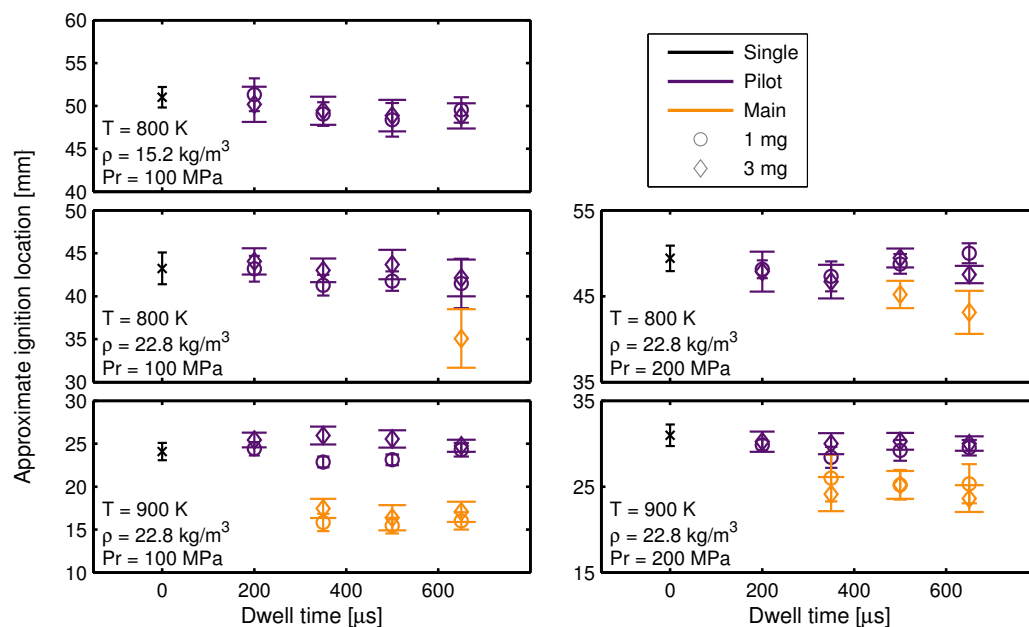 Approximate ignition location [mm]
60
55
50
45
40
T = 800 K
ρ = 15.2 kg/m³
Pr = 100 MPa
Single
Pilot
Main
1 mg
3 mg
50
45
40
35
30
T = 800 K
ρ = 22.8 kg/m³
Pr = 100 MPa
55
45
35
25
15
T = 800 K
ρ = 22.8 kg/m³
Pr = 200 MPa
30
25
20
15
10
T = 900 K
ρ = 22.8 kg/m³
Pr = 100 MPa
0 200 400 600
Dwell time [μs]
35
25
15
T = 900 K
ρ = 22.8 kg/m³
Pr = 200 MPa
0 200 400 600
Dwell time [μs]